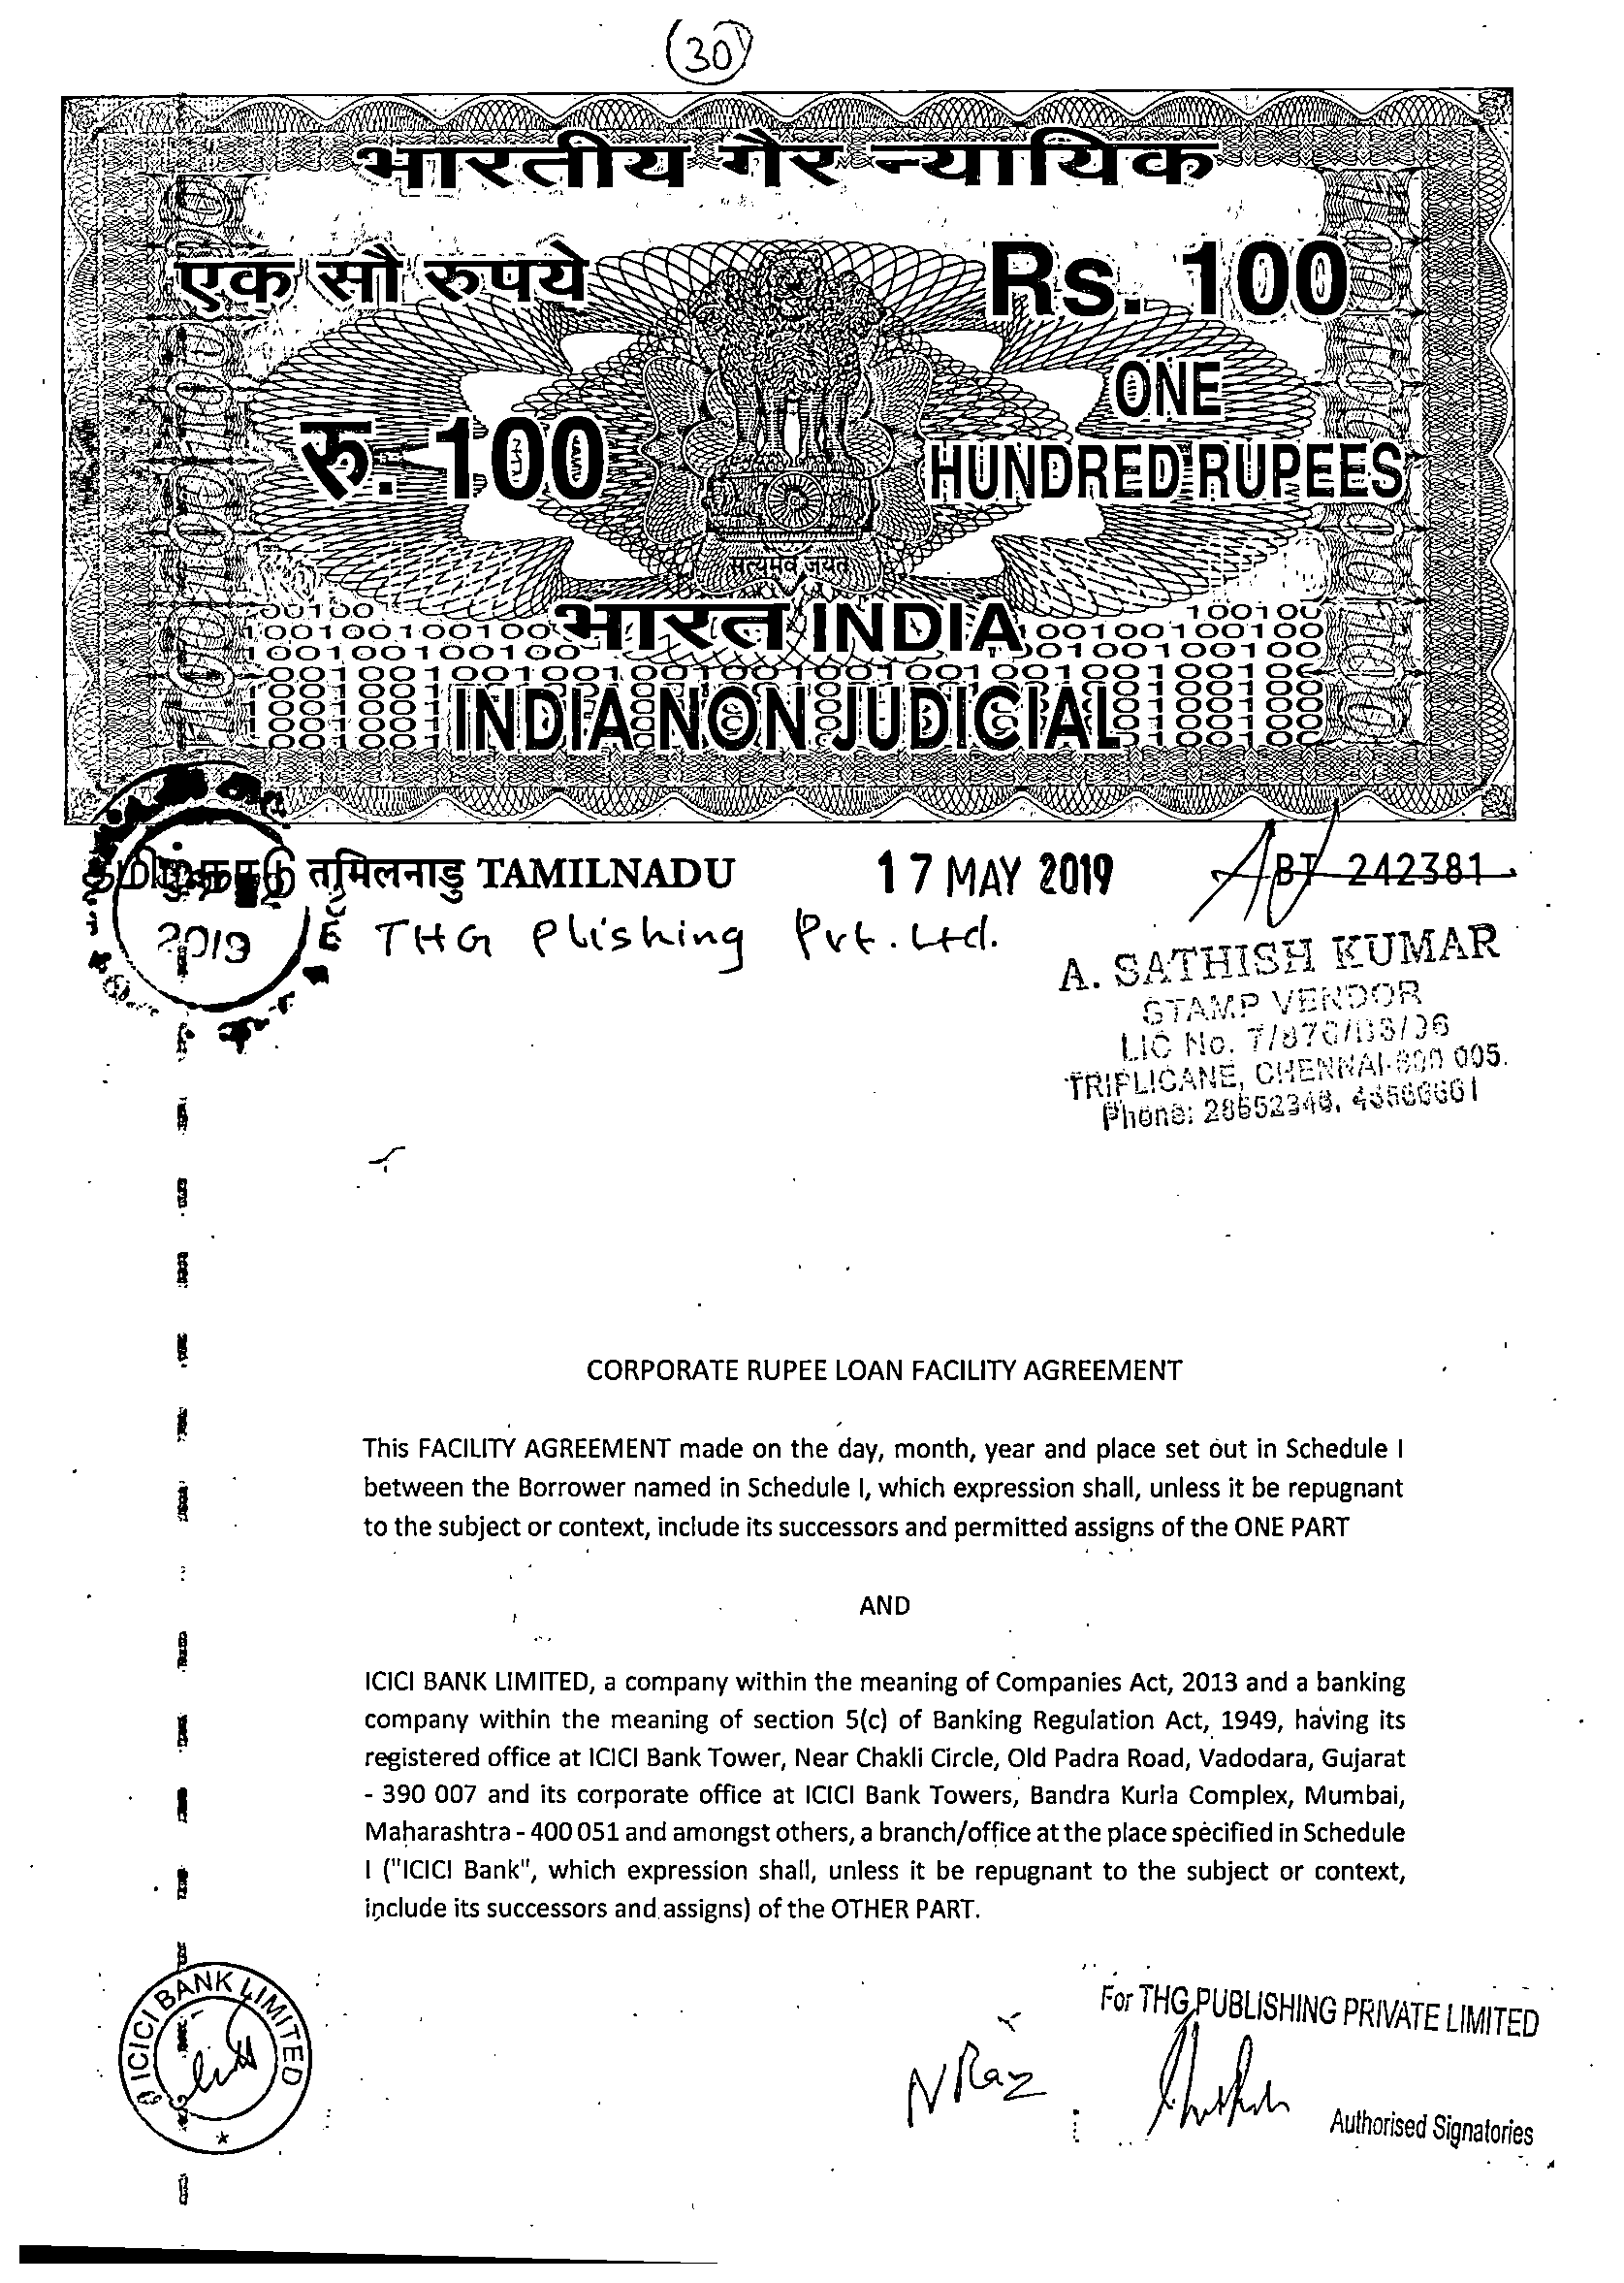 30
भारतीय गैर न्यायिक
एक सौ रुपये
Rs. 100
रु. 100
ONE
HUNDRED RUPEES
सत्यमेव जयते
भारत INDIA
INDIA NON JUDICIAL
தமிழ்நாடு तमिलनाडु TAMILNADU
17 MAY 2019
BT 242381
2019
THG Plishing Pvt. Ltd.
A. SATHISH KUMAR
STAMP VENDOR
LIC No.
TRIPLICANE, CHENNAI-600 005.
Phone:
CORPORATE RUPEE LOAN FACILITY AGREEMENT
This FACILITY AGREEMENT made on the day, month, year and place set out in Schedule I
between the Borrower named in Schedule I, which expression shall, unless it be repugnant
to the subject or context, include its successors and permitted assigns of the ONE PART
AND
ICICI BANK LIMITED, a company within the meaning of Companies Act, 2013 and a banking
company within the meaning of section 5(c) of Banking Regulation Act, 1949, having its
registered office at ICICI Bank Tower, Near Chakli Circle, Old Padra Road, Vadodara, Gujarat
- 390 007 and its corporate office at ICICI Bank Towers, Bandra Kurla Complex, Mumbai,
Maharashtra - 400 051 and amongst others, a branch/office at the place specified in Schedule
I ("ICICI Bank", which expression shall, unless it be repugnant to the subject or context,
include its successors and assigns) of the OTHER PART.
ICICI BANK LIMITED
For THG PUBLISHING PRIVATE LIMITED
Authorised Signatories